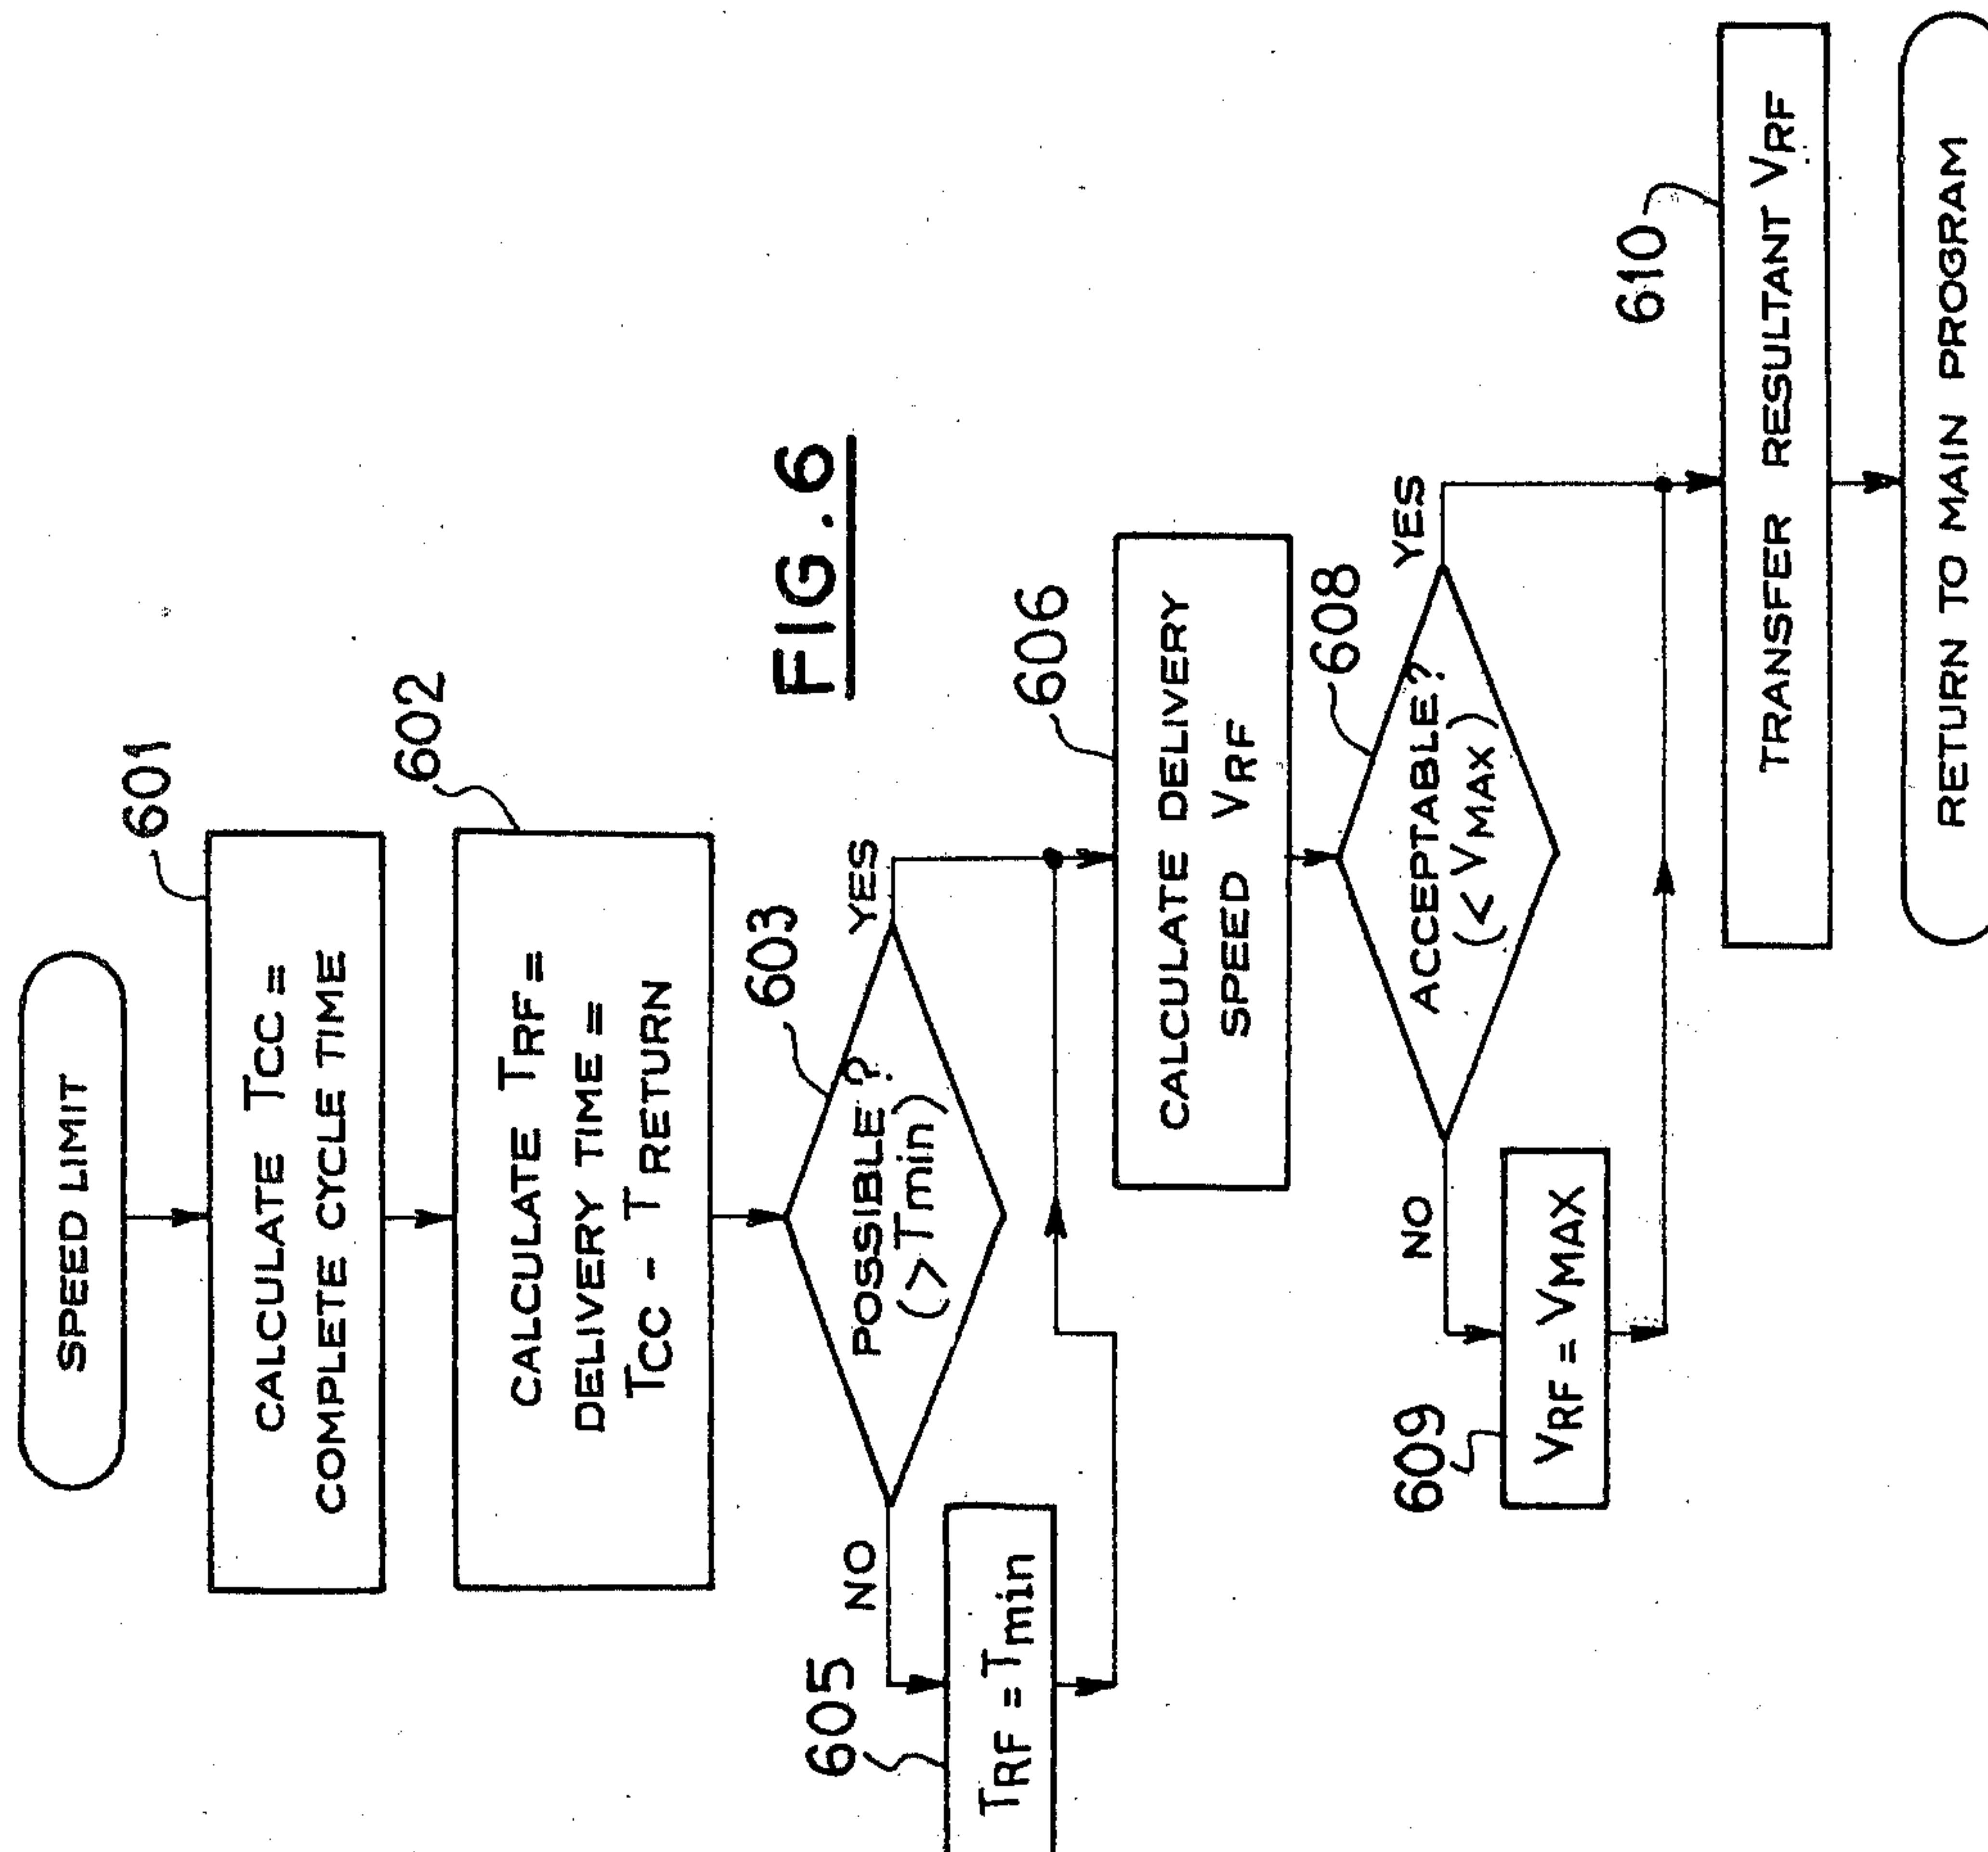 SPEED LIMIT
601
CALCULATE TCC =
COMPLETE CYCLE TIME
602
CALCULATE TRF =
DELIVERY TIME =
TCC - TRETURN
603
POSSIBLE ?
(> Tmin)
YES
NO
605
TRF = Tmin
FIG. 6
606
CALCULATE DELIVERY
SPEED VRF
608
ACCEPTABLE?
(< VMAX)
YES
NO
609
VRF = VMAX
610
TRANSFER RESULTANT VRF
RETURN TO MAIN PROGRAM